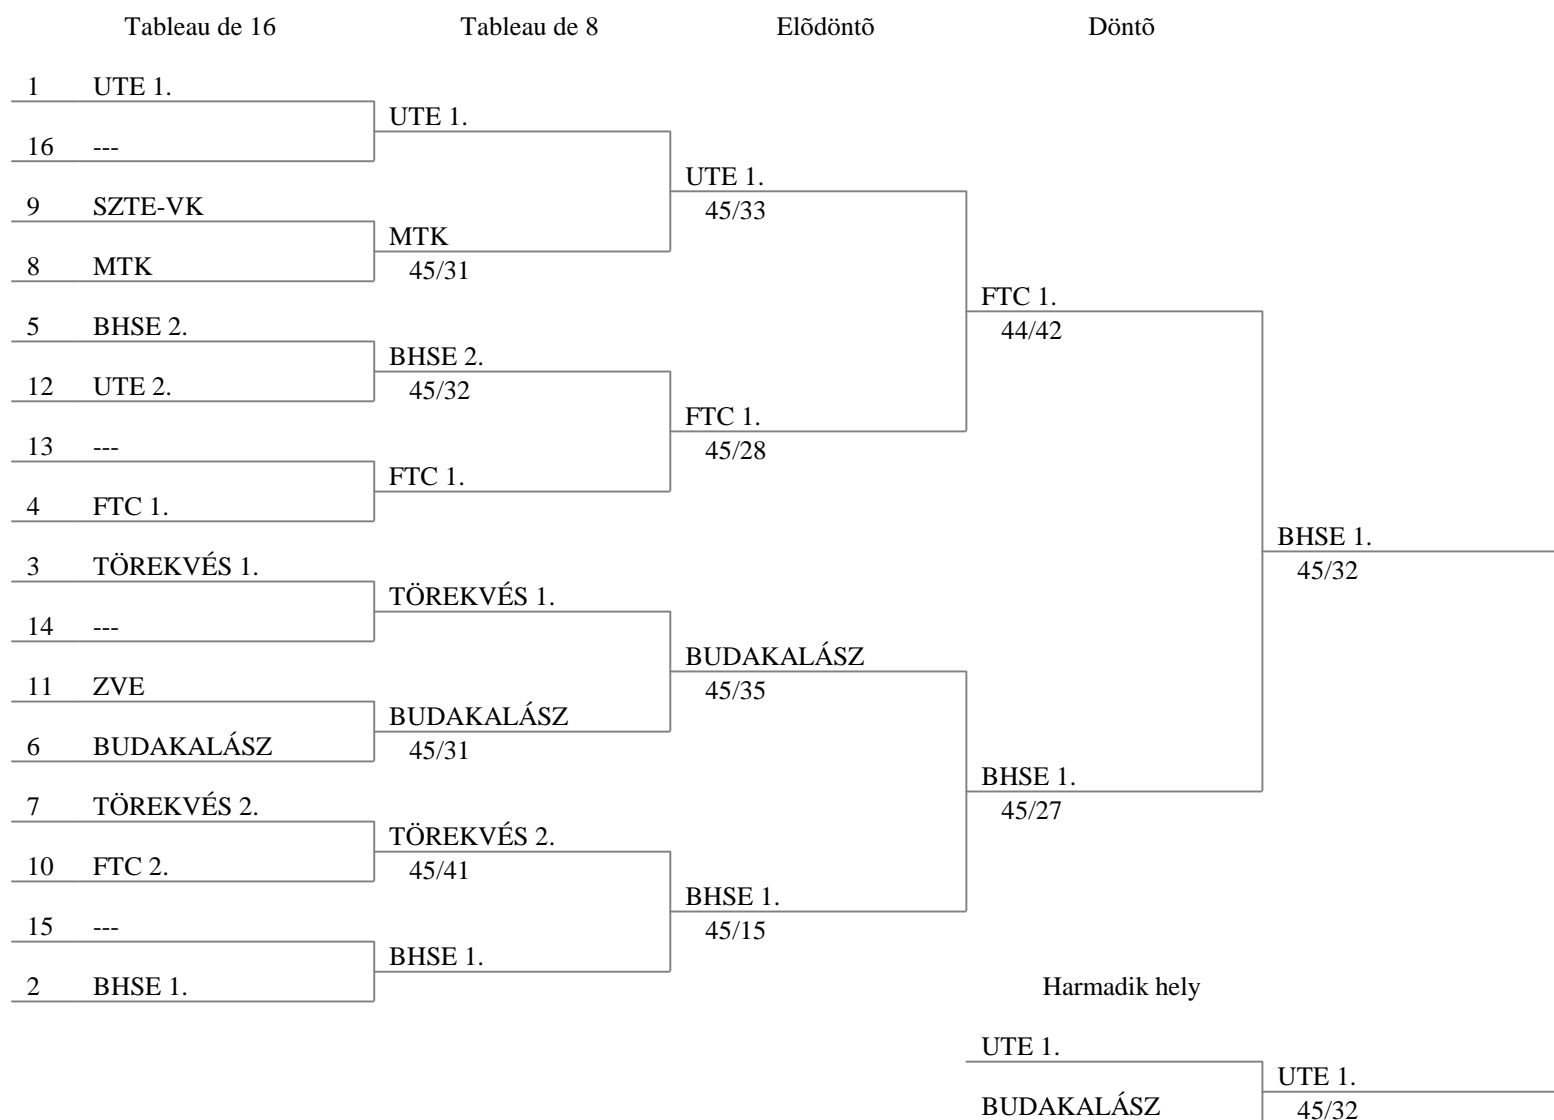 Tableau de 16 Tableau de 8 Elõdöntõ Döntõ
1 UTE 1.
UTE 1.
16 ---
UTE 1.
9 SZTE-VK
45/33
MTK
8 MTK
45/31
FTC 1.
5 BHSE 2.
44/42
BHSE 2.
12 UTE 2.
45/32
FTC 1.
13 ---
45/28
FTC 1.
4 FTC 1.
BHSE 1.
3 TÖREKVÉS 1.
45/32
TÖREKVÉS 1.
14 ---
BUDAKALÁSZ
11 ZVE
45/35
BUDAKALÁSZ
6 BUDAKALÁSZ
45/31
BHSE 1.
7 TÖREKVÉS 2.
45/27
TÖREKVÉS 2.
10 FTC 2.
45/41
BHSE 1.
15 ---
45/15
BHSE 1.
2 BHSE 1.
Harmadik hely
UTE 1.
UTE 1.
BUDAKALÁSZ
45/32